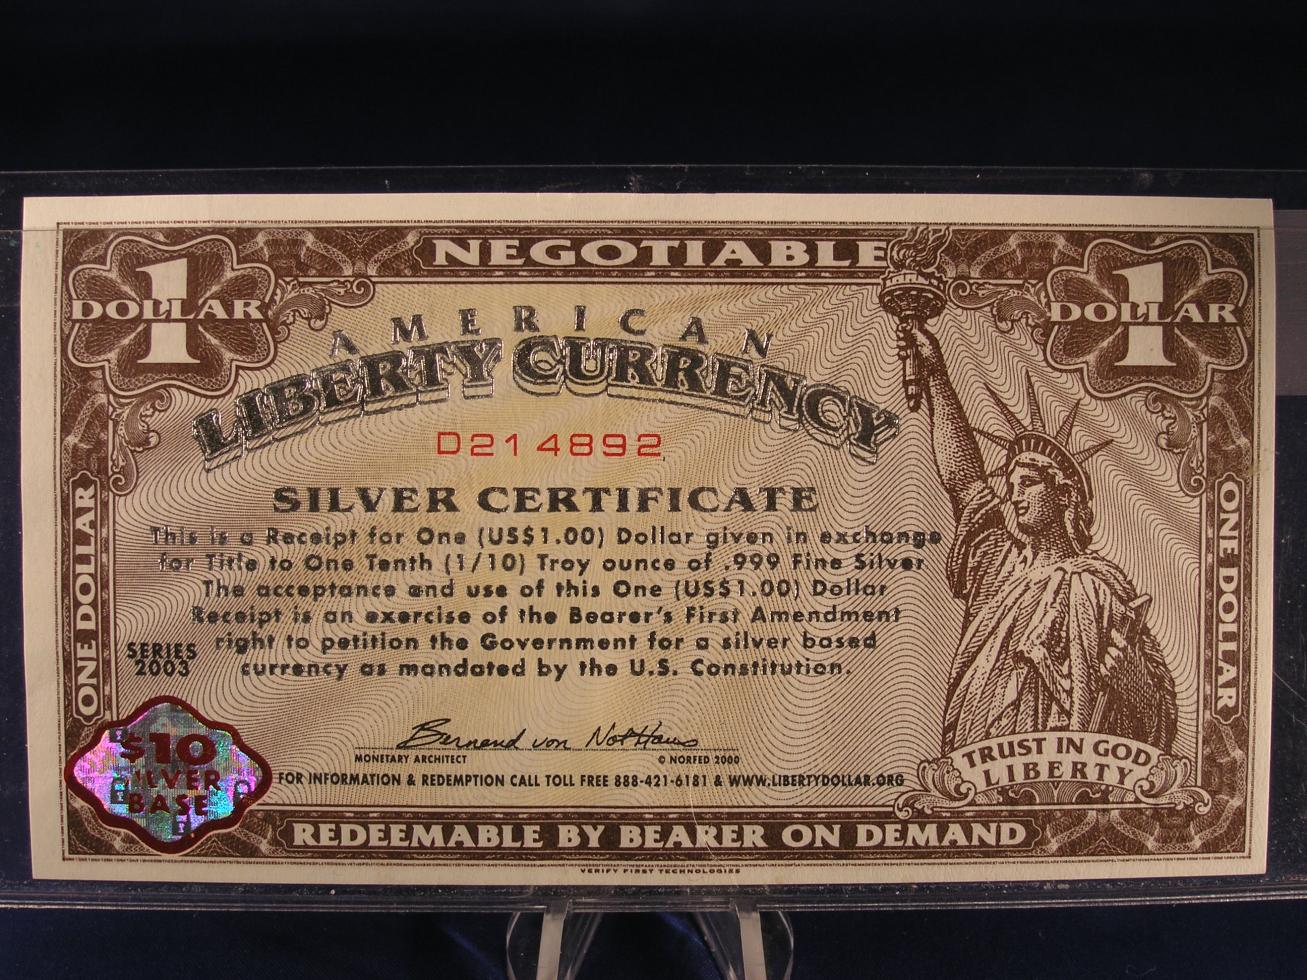 NEGOTIABLE
1
DOLLAR
1
DOLLAR
AMERICAN
LIBERTY CURRENCY
D214892
SILVER CERTIFICATE
This is a Receipt for One (US$1.00) Dollar given in exchange
for Title to One Tenth (1/10) Troy ounce of .999 Fine Silver
The acceptance and use of this One (US$1.00) Dollar
Receipt is an exercise of the Bearer's First Amendment
right to petition the Government for a silver based
currency as mandated by the U.S. Constitution.
SERIES
2003
ONE DOLLAR
ONE DOLLAR
Bernard von NotHaus
MONETARY ARCHITECT
© NORFED 2000
FOR INFORMATION & REDEMPTION CALL TOLL FREE 888-421-6181 & WWW.LIBERTYDOLLAR.ORG
$10
SILVER
BASE
TRUST IN GOD
LIBERTY
REDEEMABLE BY BEARER ON DEMAND
VERIFY FIRST TECHNOLOGIES